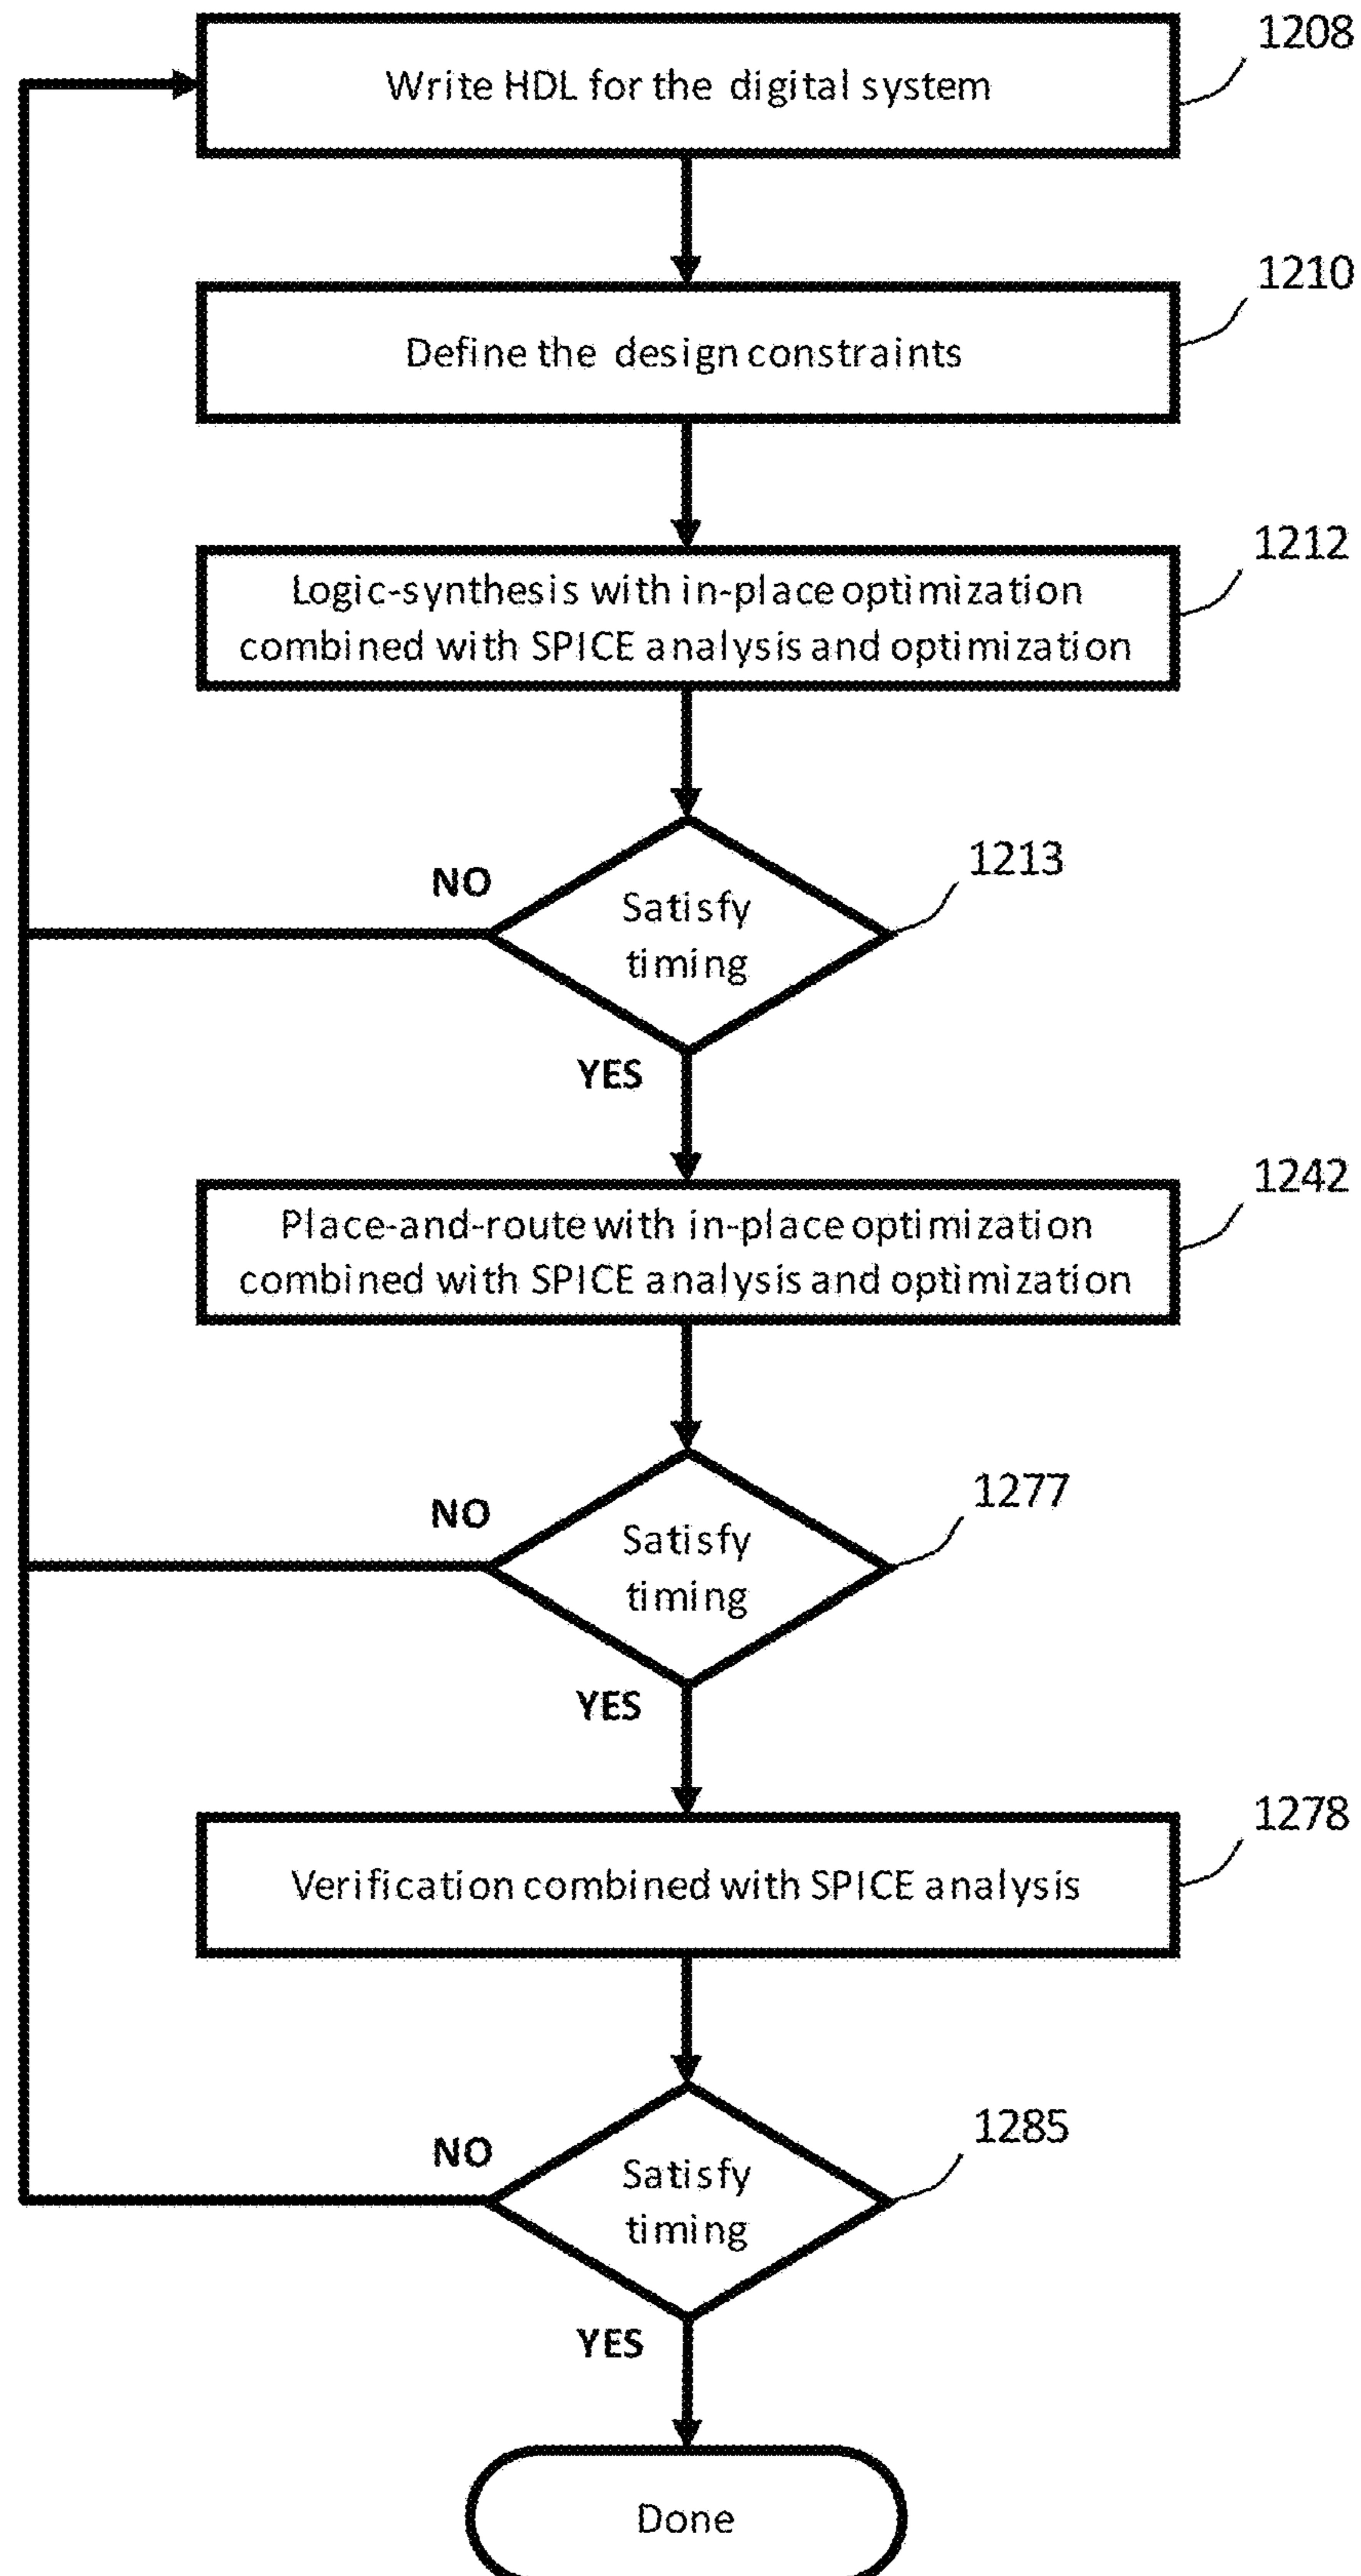 1208
Write HDL for the digital system
1210
Define the design constraints
1212
Logic-synthesis with in-place optimization
combined with SPICE analysis and optimization
1213
NO
Satisfy
timing
YES
1242
Place-and-route with in-place optimization
combined with SPICE analysis and optimization
1277
NO
Satisfy
timing
YES
1278
Verification combined with SPICE analysis
1285
NO
Satisfy
timing
YES
Done